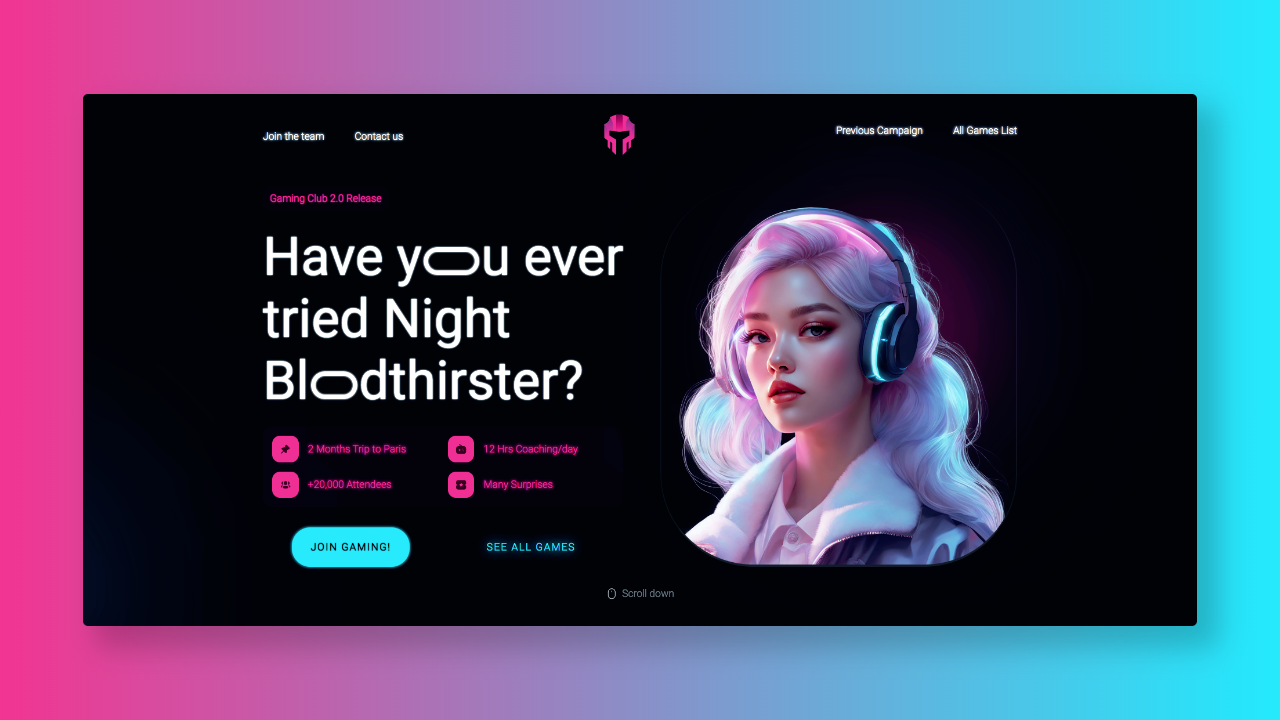 Join the team
Contact us
Previous Campaign
All Games List
Gaming Club 2.0 Release
Have you ever
tried Night
Blodthirster?
2 Months Trip to Paris
12 Hrs Coaching/day
+20,000 Attendees
Many Surprises
JOIN GAMING!
SEE ALL GAMES
Scroll down